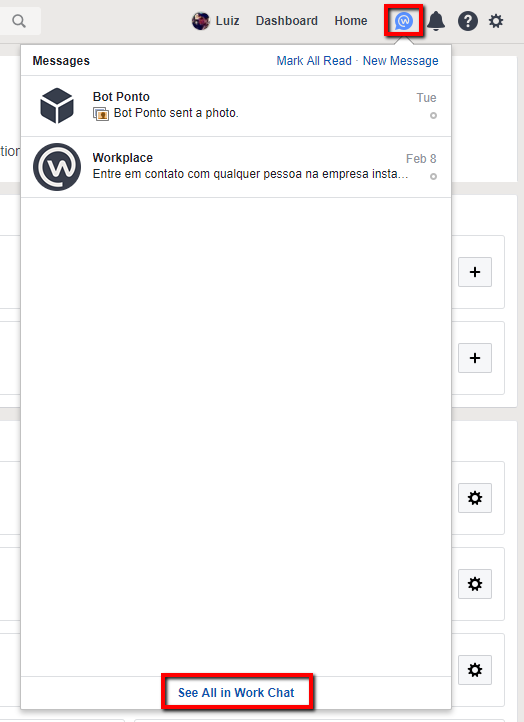 Luiz Dashboard Home
Messages Mark All Read · New Message
Bot Ponto Tue
Bot Ponto sent a photo.
tion
Workplace Feb 8
Entre em contato com qualquer pessoa na empresa insta…
See All in Work Chat